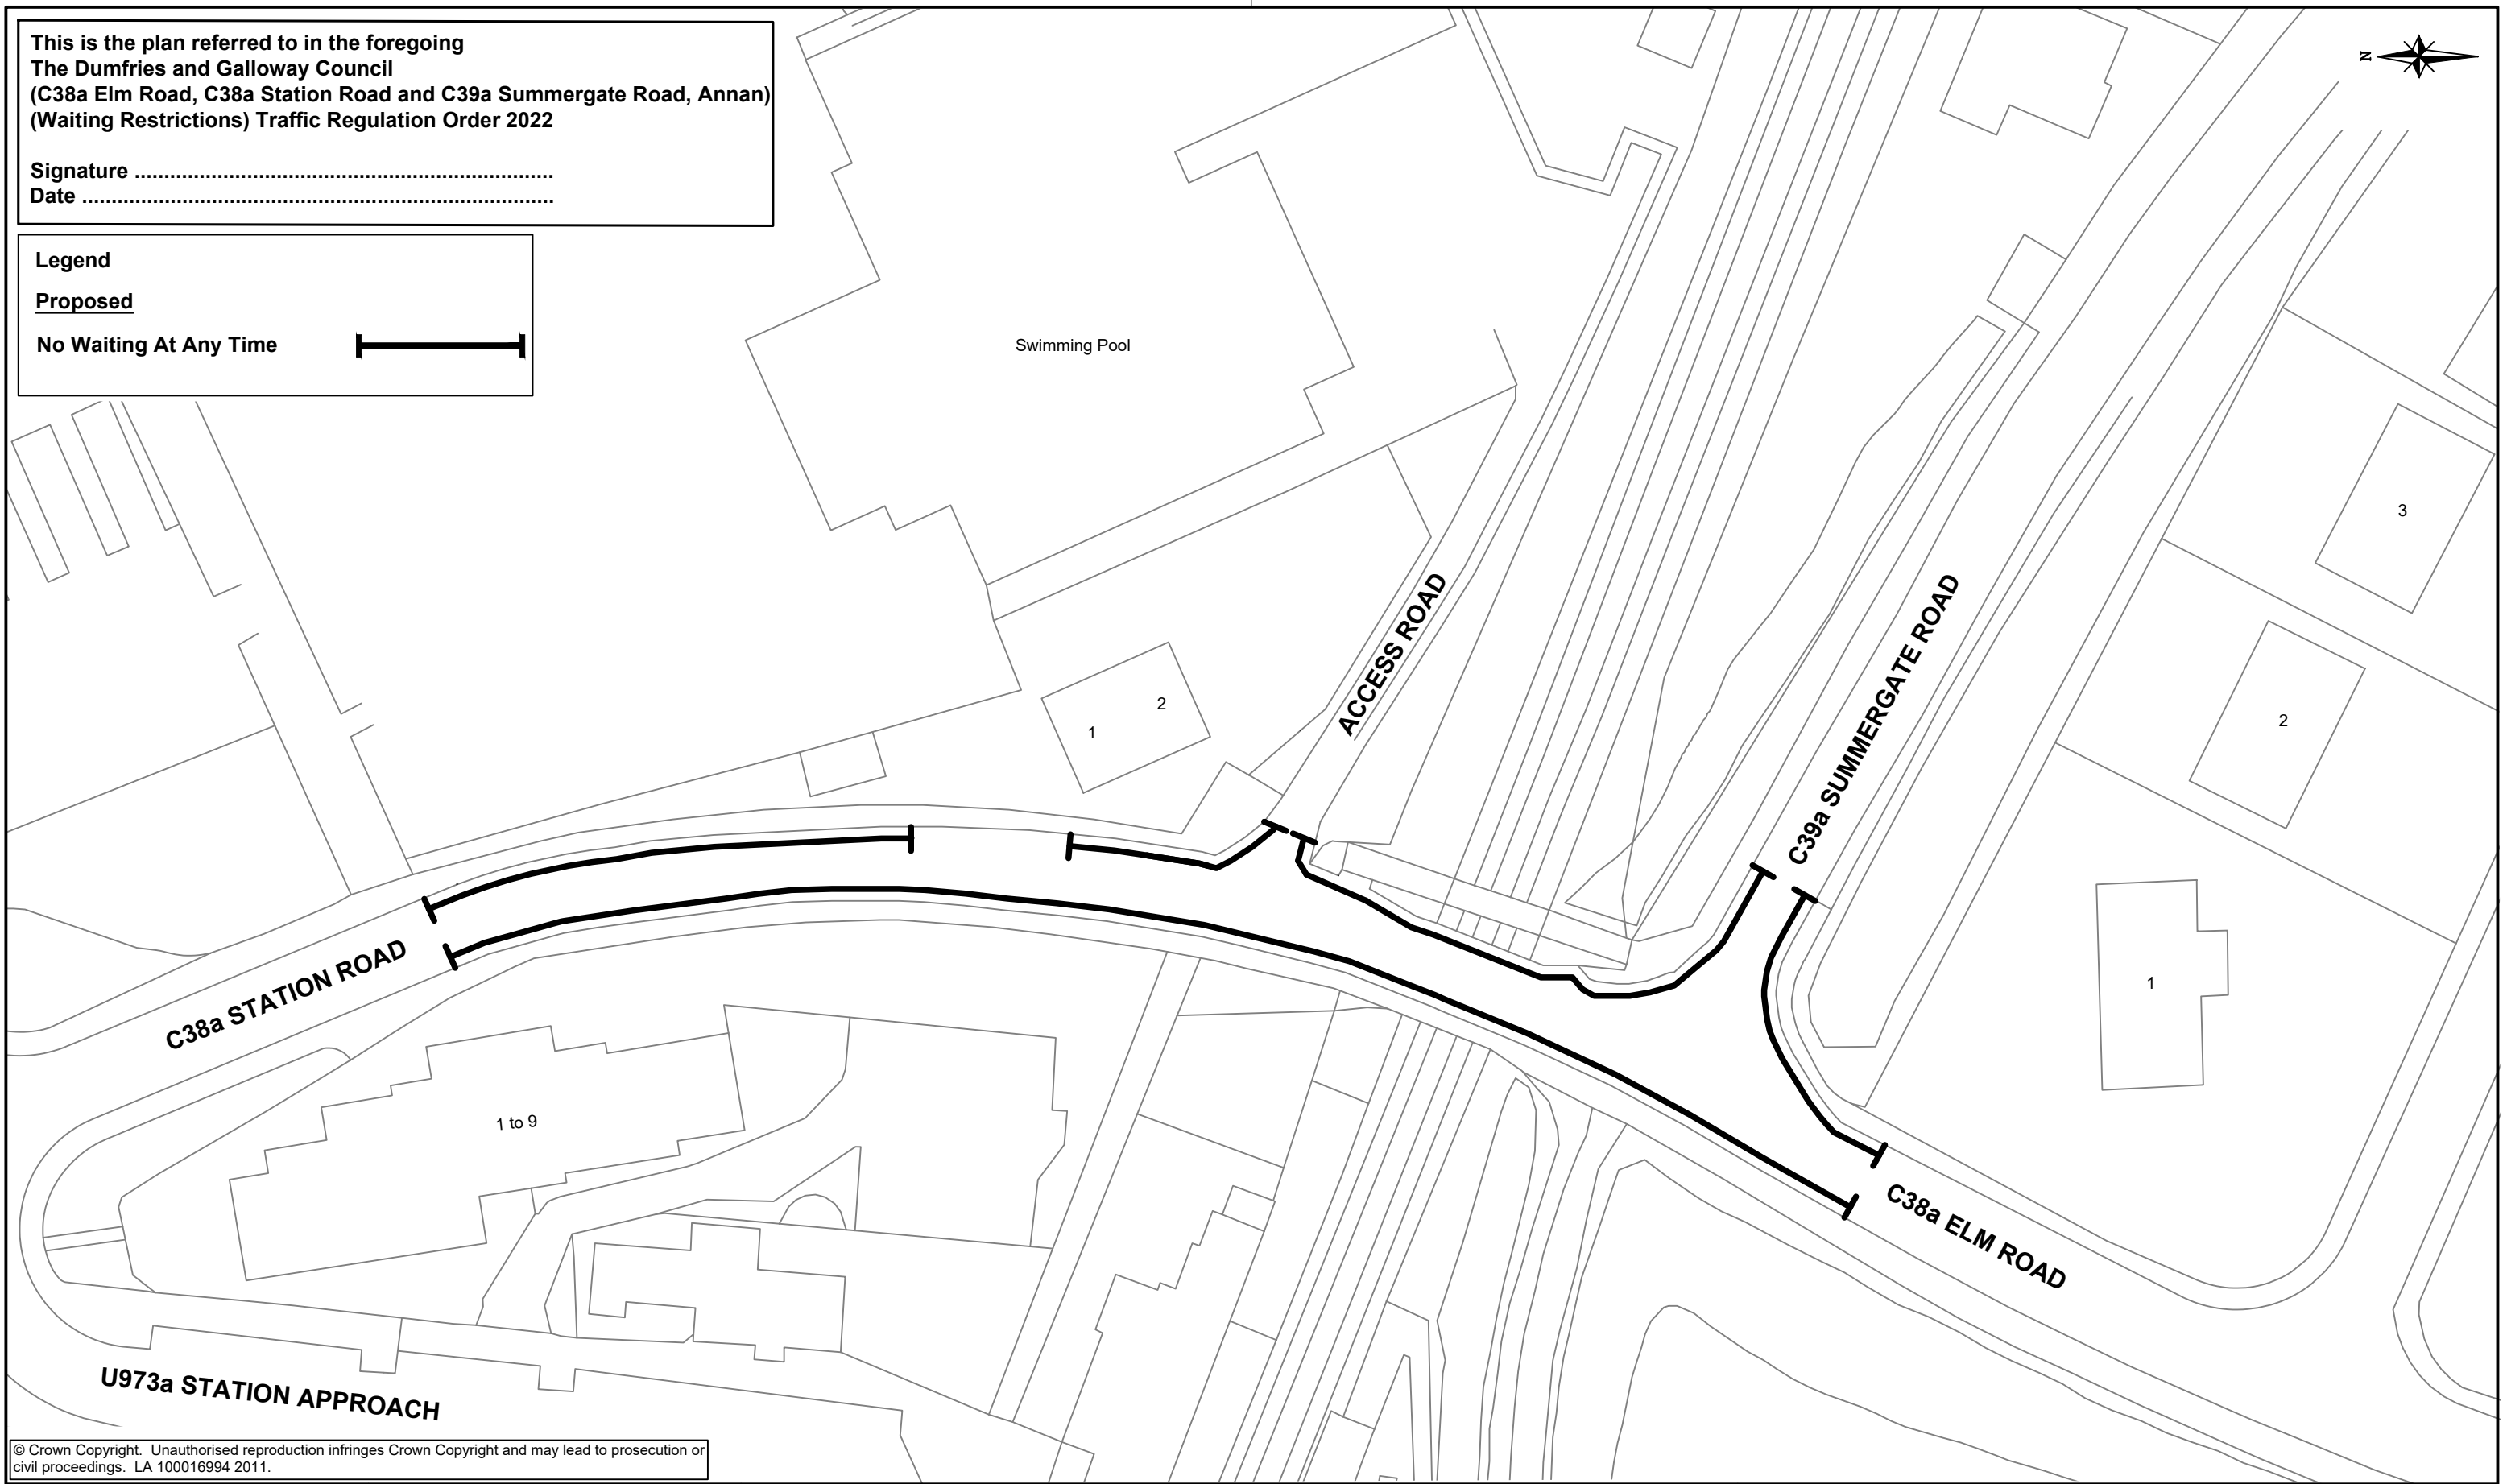 This is the plan referred to in the foregoing
The Dumfries and Galloway Council
(C38a Elm Road, C38a Station Road and C39a Summergate Road, Annan)
(Waiting Restrictions) Traffic Regulation Order 2022
Signature .......................................................................
Date ................................................................................
N
Legend
Proposed
No Waiting At Any Time
Swimming Pool
3
ACCESS ROAD
C39a SUMMERGATE ROAD
2
1
2
C38a STATION ROAD
1
1 to 9
C38a ELM ROAD
U973a STATION APPROACH
© Crown Copyright.  Unauthorised reproduction infringes Crown Copyright and may lead to prosecution or
civil proceedings.  LA 100016994 2011.